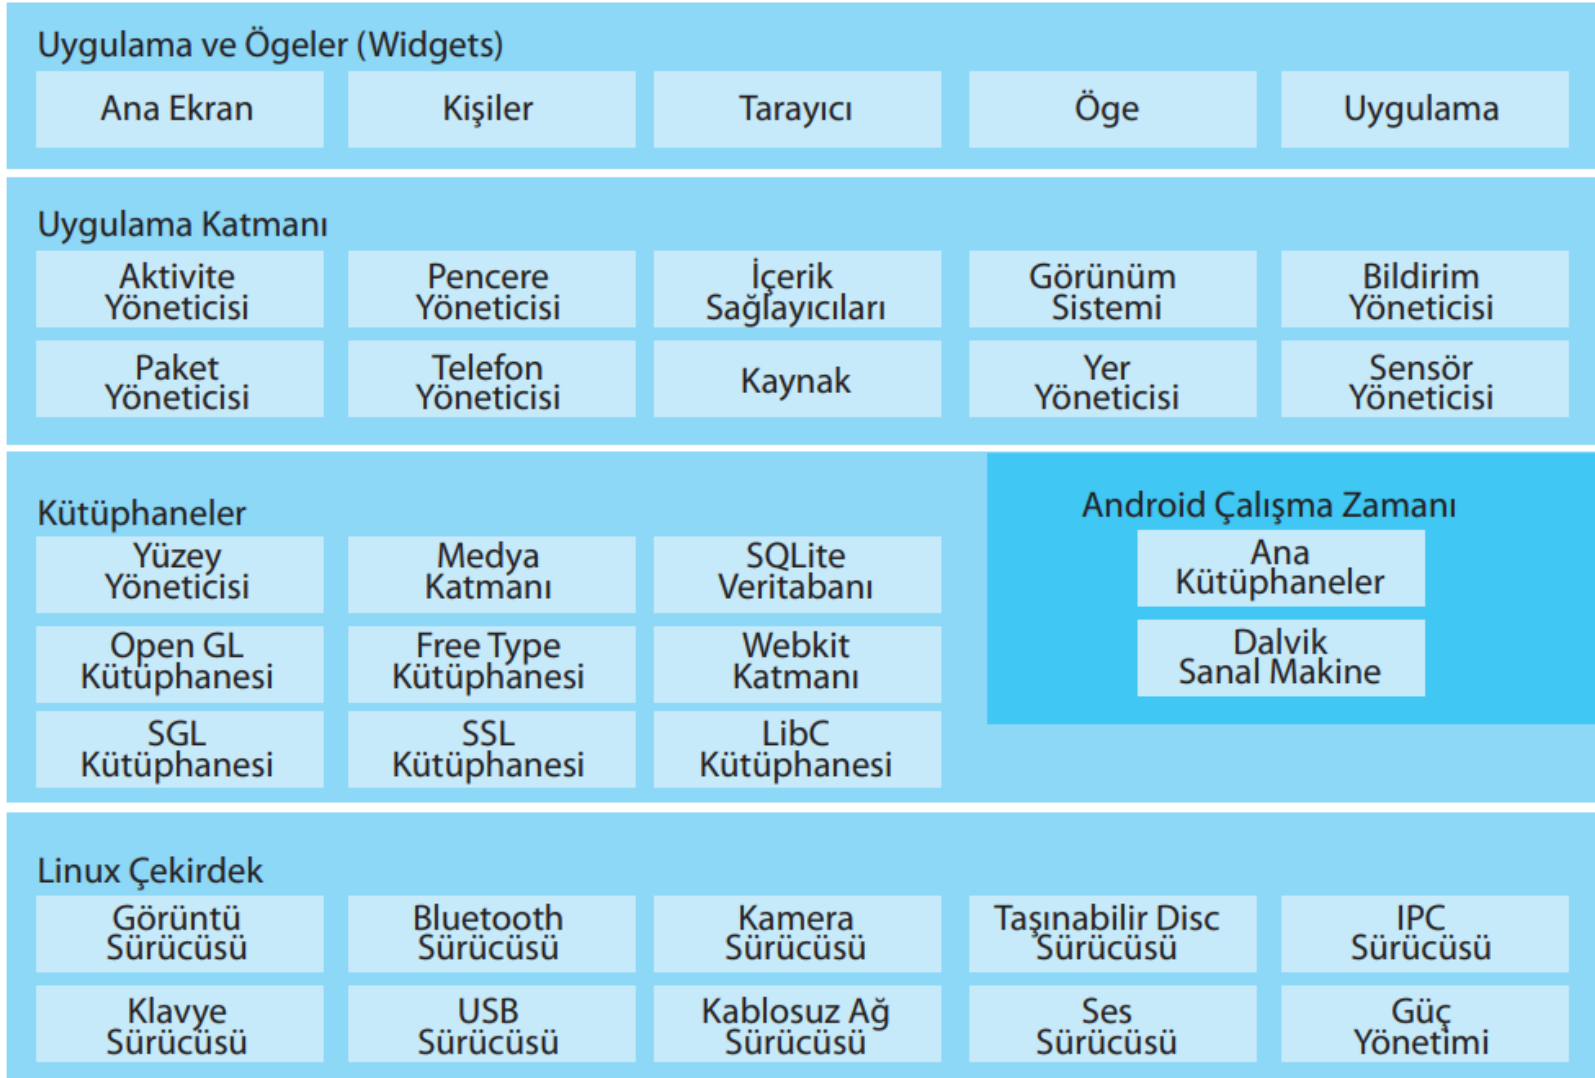 Uygulama ve Ögeler (Widgets)
Ana Ekran
Kişiler
Tarayıcı
Öge
Uygulama
Uygulama Katmanı
Aktivite
Yöneticisi
Pencere
Yöneticisi
İçerik
Sağlayıcıları
Görünüm
Sistemi
Bildirim
Yöneticisi
Paket
Yöneticisi
Telefon
Yöneticisi
Kaynak
Yer
Yöneticisi
Sensör
Yöneticisi
Kütüphaneler
Yüzey
Yöneticisi
Medya
Katmanı
SQLite
Veritabanı
Open GL
Kütüphanesi
Free Type
Kütüphanesi
Webkit
Katmanı
SGL
Kütüphanesi
SSL
Kütüphanesi
LibC
Kütüphanesi
Android Çalışma Zamanı
Ana
Kütüphaneler
Dalvik
Sanal Makine
Linux Çekirdek
Görüntü
Sürücüsü
Bluetooth
Sürücüsü
Kamera
Sürücüsü
Taşınabilir Disc
Sürücüsü
IPC
Sürücüsü
Klavye
Sürücüsü
USB
Sürücüsü
Kablosuz Ağ
Sürücüsü
Ses
Sürücüsü
Güç
Yönetimi